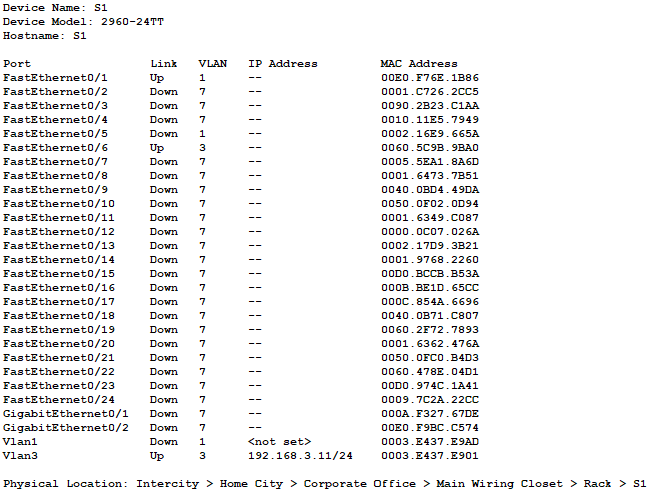 Device Name: S1
Device Model: 2960-24TT
Hostname: S1
Port Link VLAN IP Address MAC Address
FastEthernet0/1 Up 1 -- 00E0.F76E.1B86
FastEthernet0/2 Down 7 -- 0001.C726.2CC5
FastEthernet0/3 Down 7 -- 0090.2B23.C1AA
FastEthernet0/4 Down 7 -- 0010.11E5.7949
FastEthernet0/5 Down 1 -- 0002.16E9.665A
FastEthernet0/6 Up 3 -- 0060.5C9B.9BA0
FastEthernet0/7 Down 7 -- 0005.5EA1.8A6D
FastEthernet0/8 Down 7 -- 0001.6473.7B51
FastEthernet0/9 Down 7 -- 0040.0BD4.49DA
FastEthernet0/10 Down 7 -- 0050.0F02.0D94
FastEthernet0/11 Down 7 -- 0001.6349.C087
FastEthernet0/12 Down 7 -- 0000.0C07.026A
FastEthernet0/13 Down 7 -- 0002.17D9.3B21
FastEthernet0/14 Down 7 -- 0001.9768.2260
FastEthernet0/15 Down 7 -- 00D0.BCCB.B53A
FastEthernet0/16 Down 7 -- 000B.BE1D.65CC
FastEthernet0/17 Down 7 -- 000C.854A.6696
FastEthernet0/18 Down 7 -- 0040.0B71.C807
FastEthernet0/19 Down 7 -- 0060.2F72.7893
FastEthernet0/20 Down 7 -- 0001.6362.476A
FastEthernet0/21 Down 7 -- 0050.0FC0.B4D3
FastEthernet0/22 Down 7 -- 0060.478E.04D1
FastEthernet0/23 Down 7 -- 00D0.974C.1A41
FastEthernet0/24 Down 7 -- 0009.7C2A.22CC
GigabitEthernet0/1 Down 7 -- 000A.F327.67DE
GigabitEthernet0/2 Down 7 -- 00E0.F9BC.C574
Vlan1 Down 1 <not set> 0003.E437.E9AD
Vlan3 Up 3 192.168.3.11/24 0003.E437.E901
Physical Location: Intercity > Home City > Corporate Office > Main Wiring Closet > Rack > S1